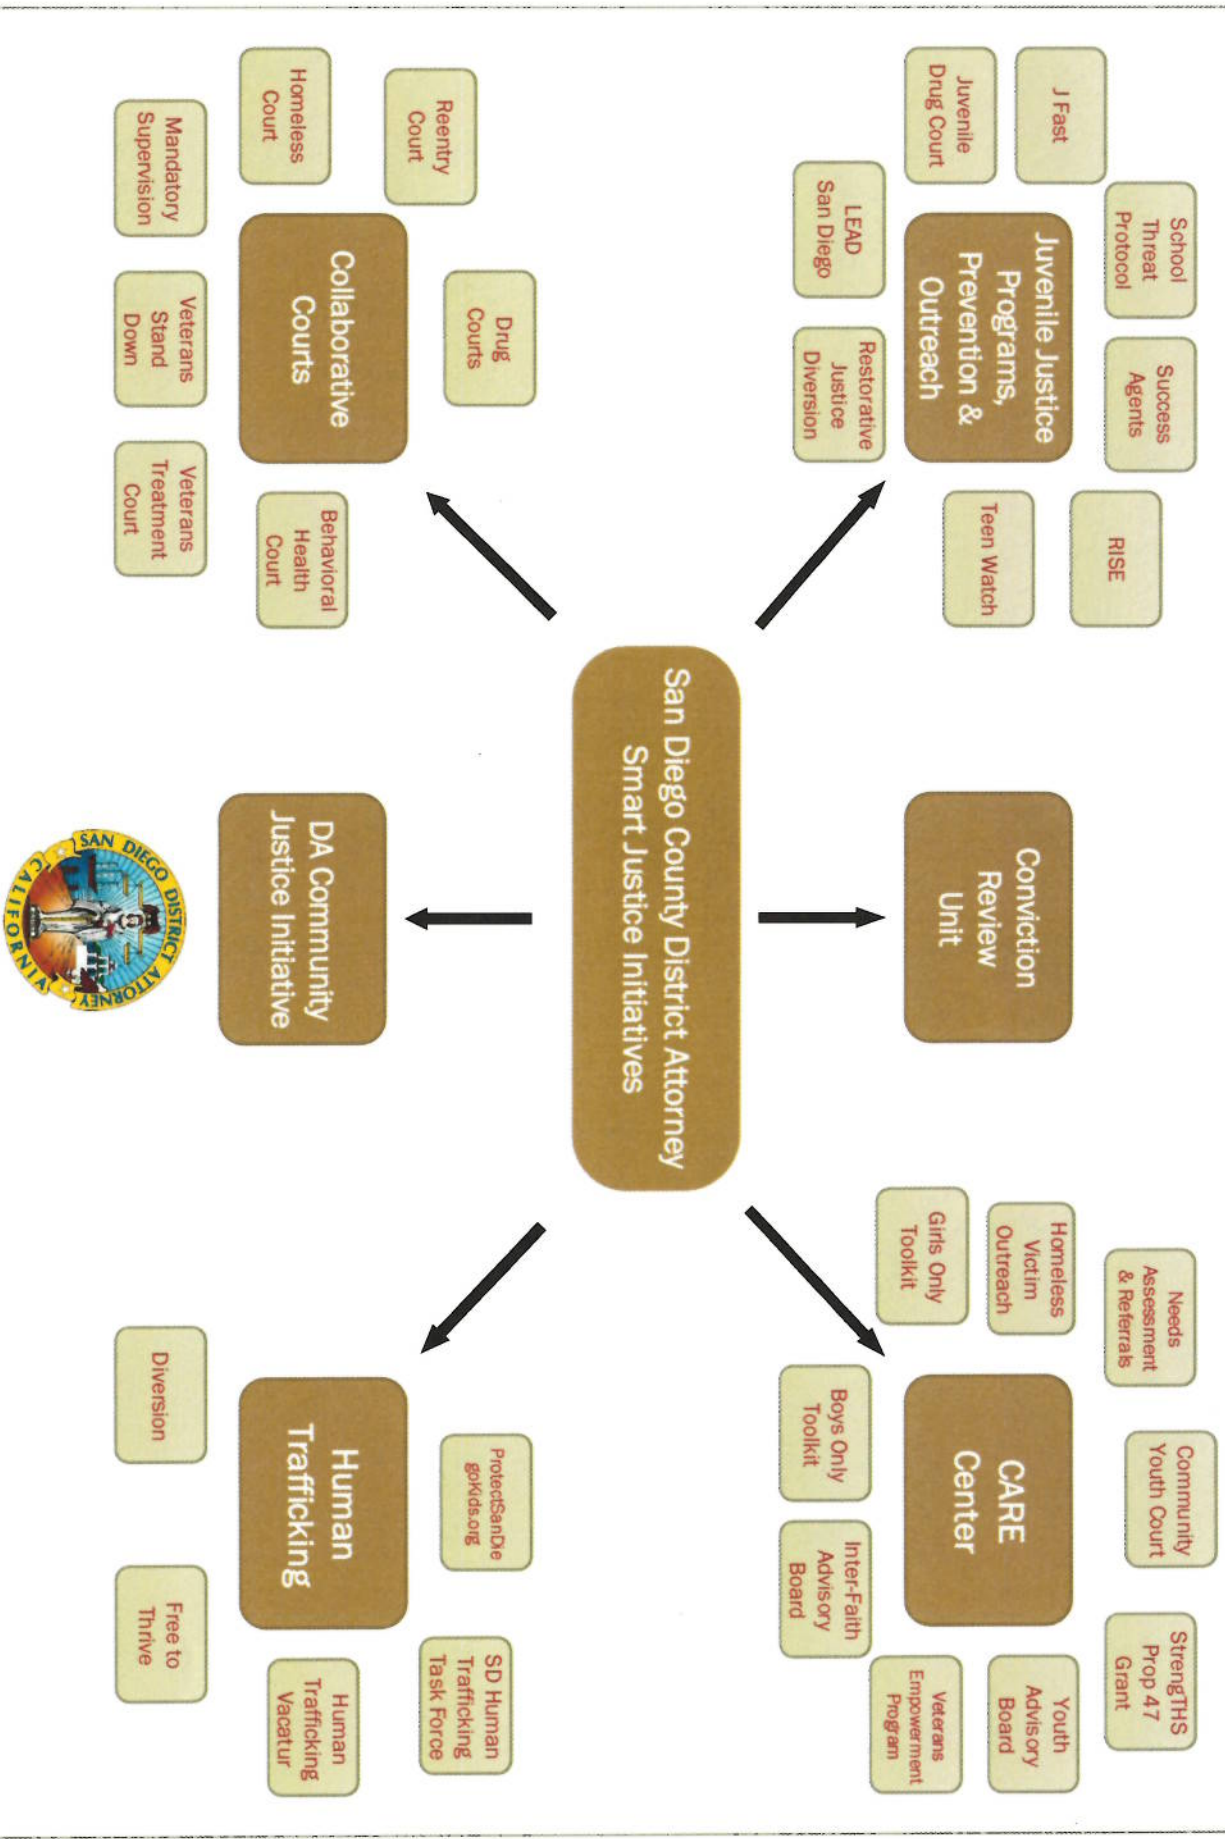 J Fast
School
Threat
Protocol
Success
Agents
RISE
Juvenile
Drug Court
Juvenile Justice
Programs,
Prevention &
Outreach
Teen Watch
LEAD
San Diego
Restorative
Justice
Diversion
Conviction
Review
Unit
Needs
Assessment
& Referrals
Community
Youth Court
StrengTHS
Prop 47
Grant
Homeless
Victim
Outreach
CARE
Center
Youth
Advisory
Board
Girls Only
Toolkit
Boys Only
Toolkit
Inter-Faith
Advisory
Board
Veterans
Empowerment
Program
San Diego County District Attorney
Smart Justice Initiatives
Reentry
Court
Drug
Courts
Homeless
Court
Collaborative
Courts
Behavioral
Health
Court
Mandatory
Supervision
Veterans
Stand
Down
Veterans
Treatment
Court
DA Community
Justice Initiative
SAN DIEGO DISTRICT ATTORNEY
CALIFORNIA
ProtectSanDie
goKids.org
SD Human
Trafficking
Task Force
Human
Trafficking
Human
Trafficking
Vacatur
Diversion
Free to
Thrive